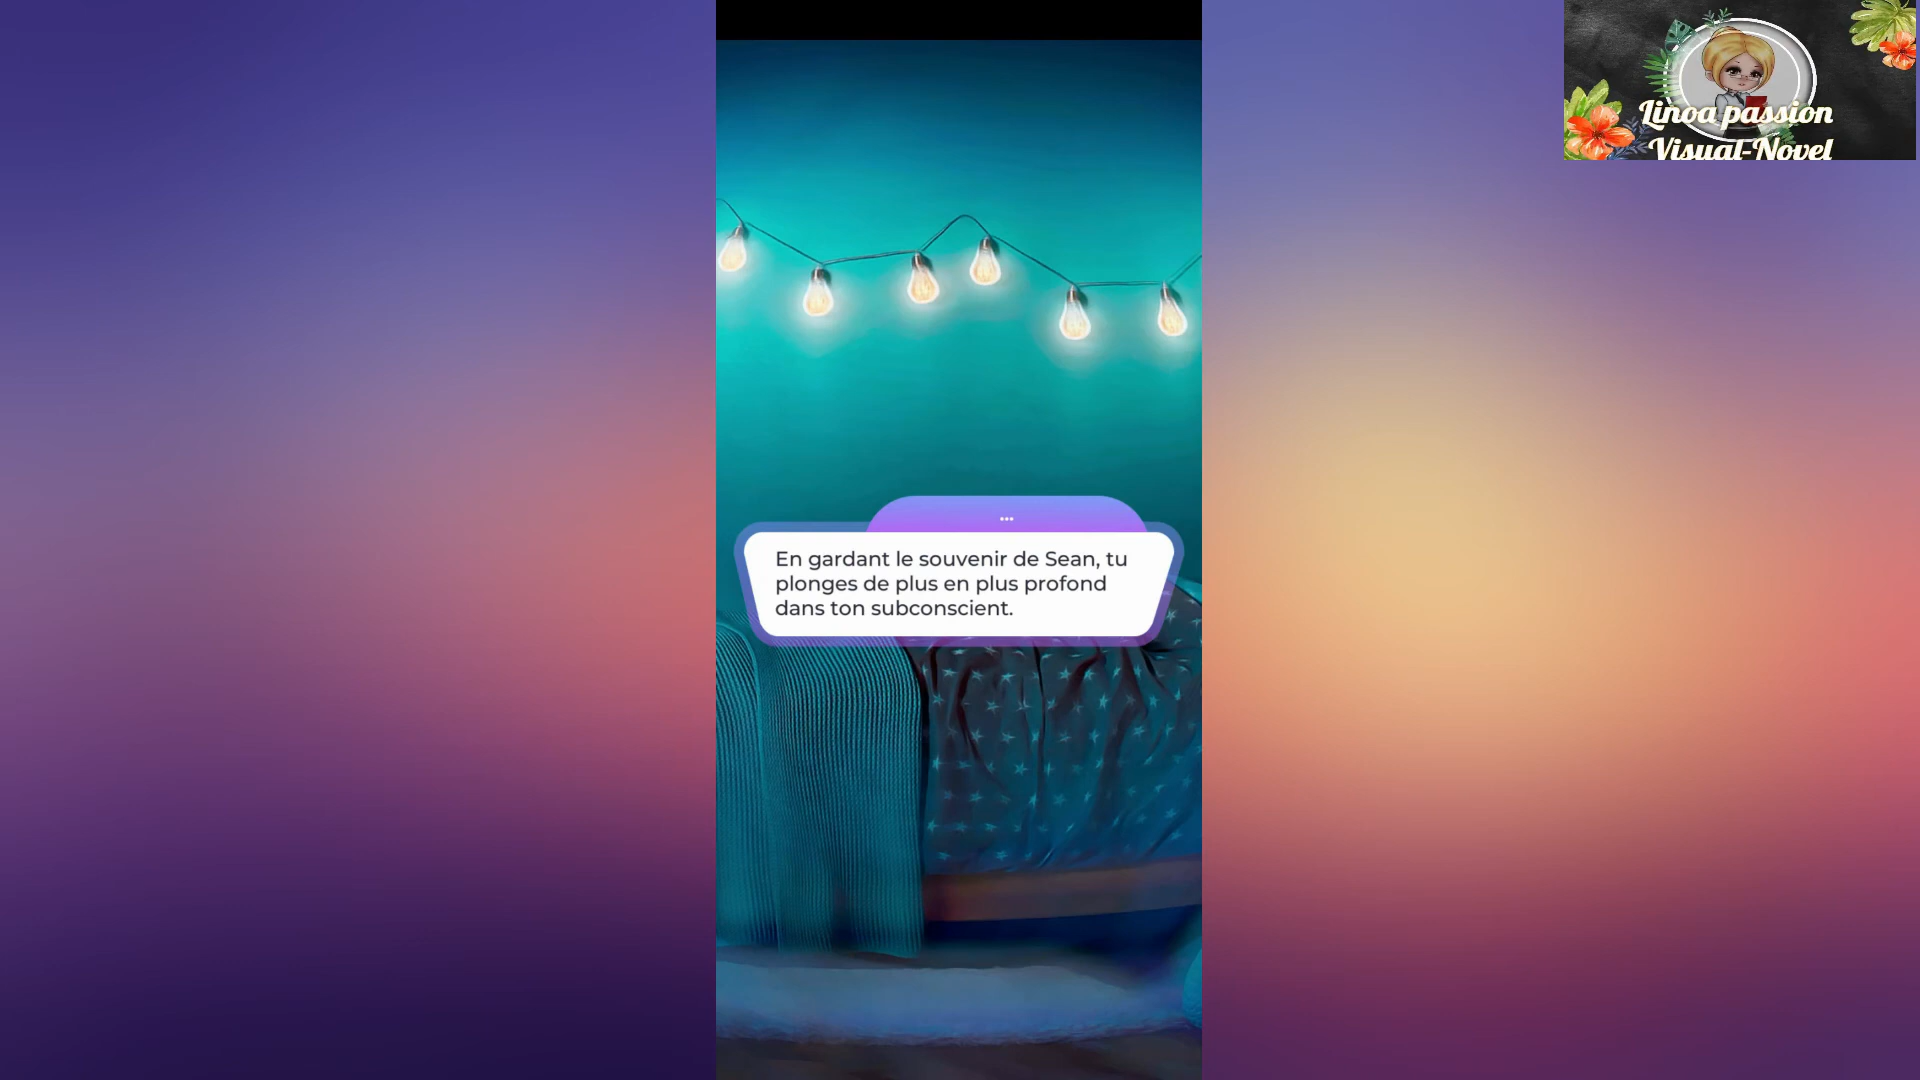 Linoa passion
Visual-Novel
...
En gardant le souvenir de Sean, tu
plonges de plus en plus profond
dans ton subconscient.